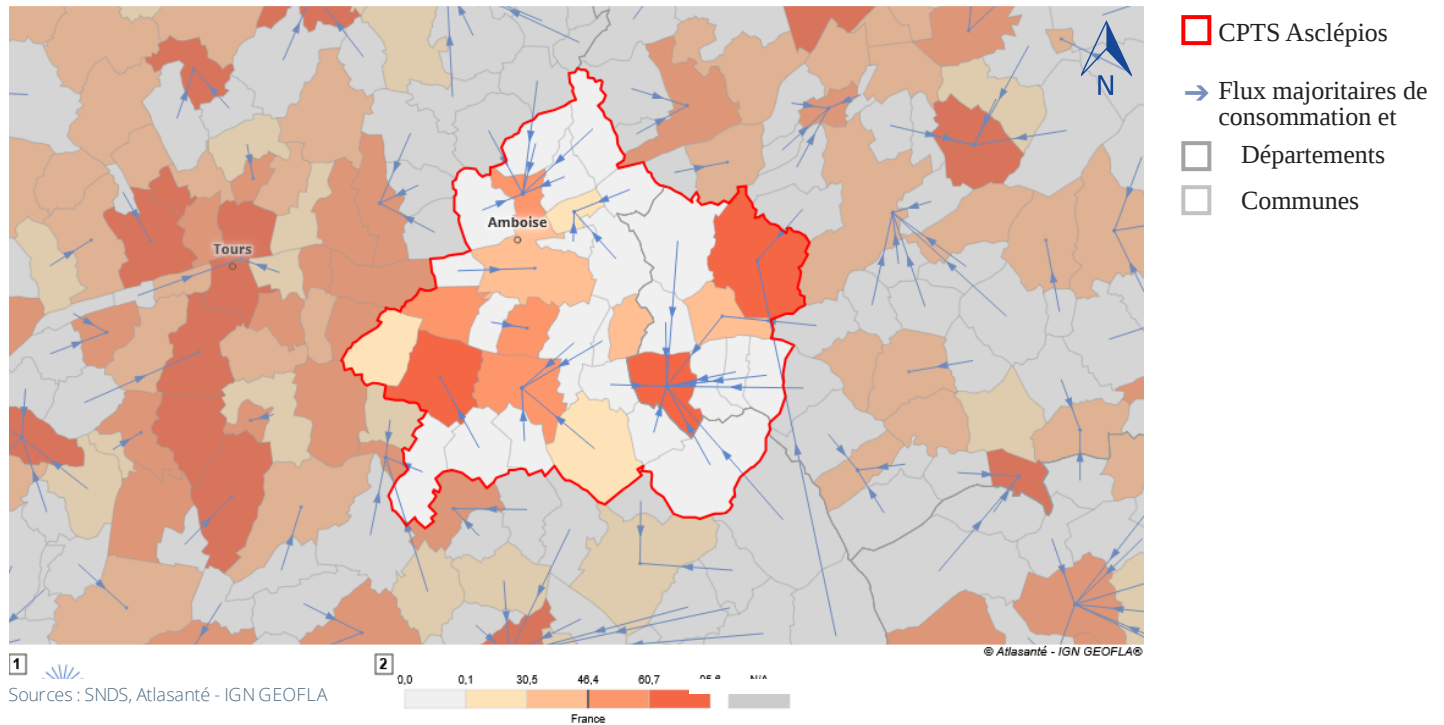 CPTS Asclépios
N
Flux majoritaires de
consommation et
Départements
Communes
Amboise
Tours
© Atlasanté - IGN GEOFLA®
1
2
Sources : SNDS, Atlasanté - IGN GEOFLA
0,0 0,1 30,5 46,4 60,7
France